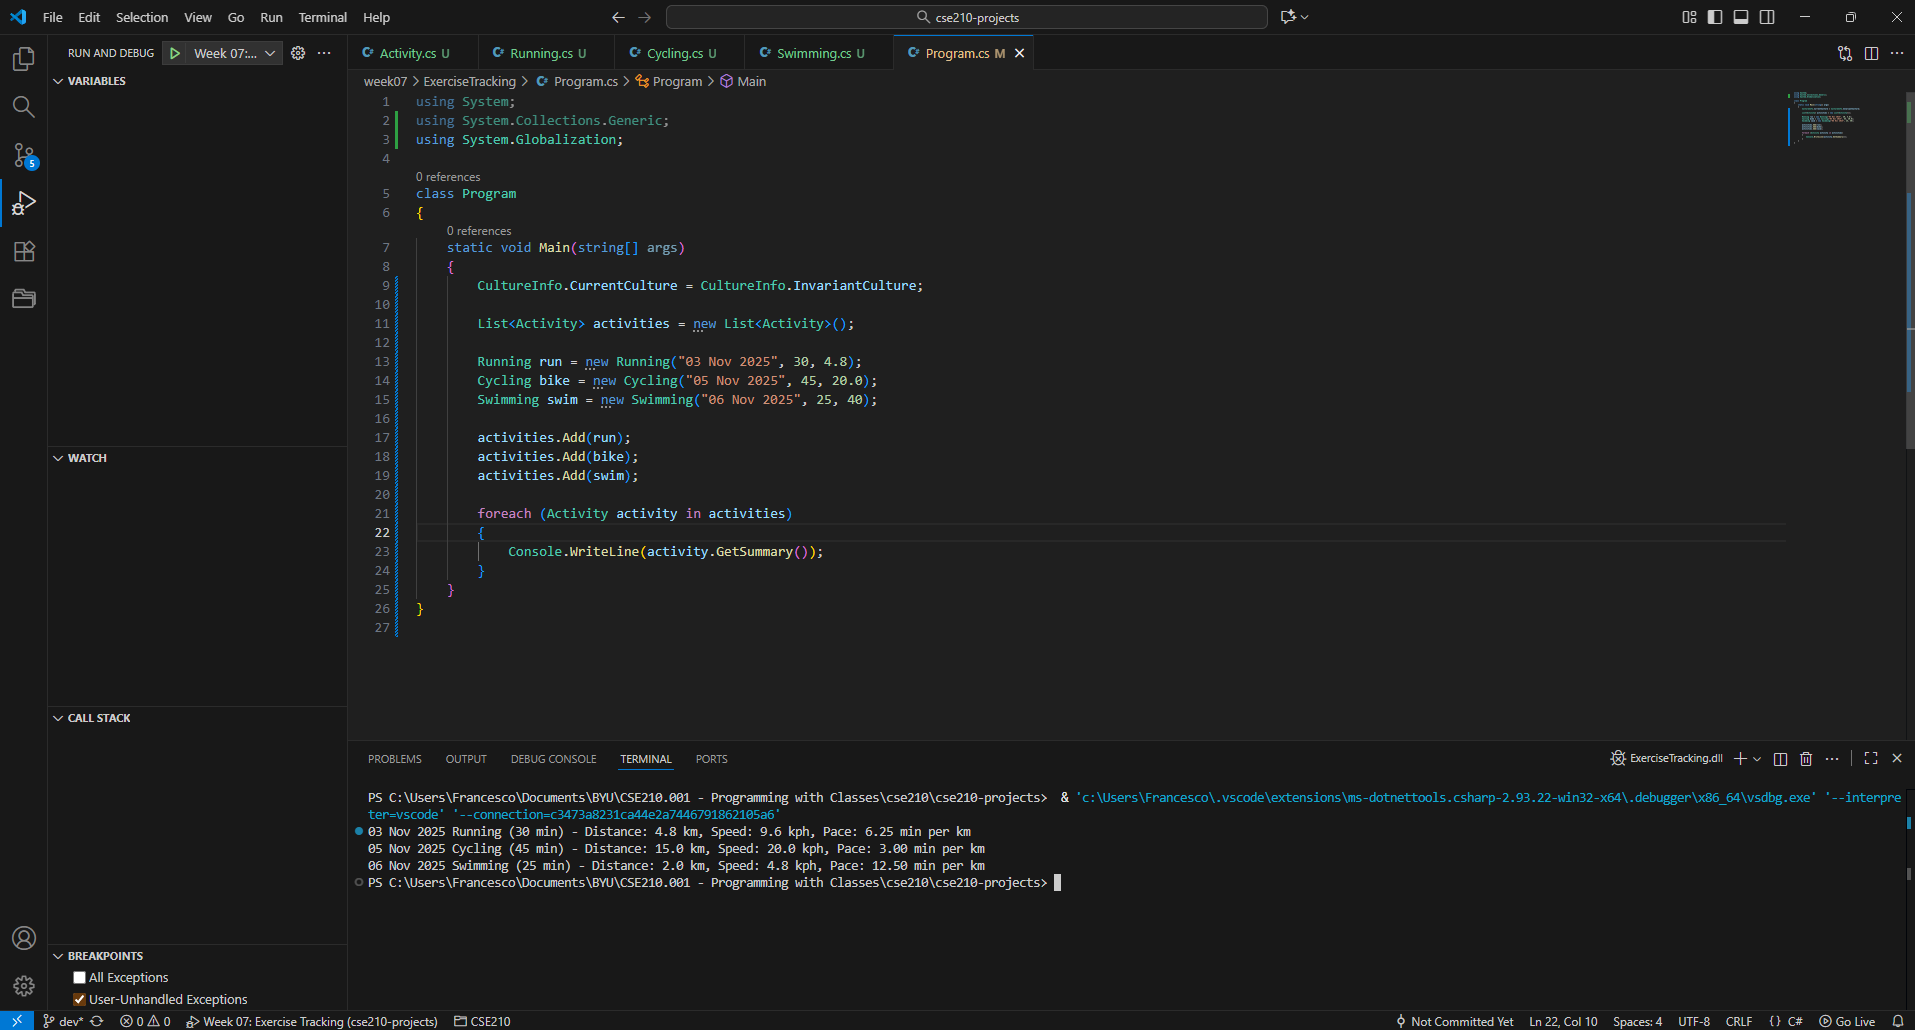 File Edit Selection View Go Run Terminal Help
cse210-projects
RUN AND DEBUG Week 07:...
Activity.cs U Running.cs U Cycling.cs U Swimming.cs U Program.cs M
VARIABLES
week07 > ExerciseTracking > Program.cs > Program > Main
1 using System;
2 using System.Collections.Generic;
3 using System.Globalization;
4
0 references
5 class Program
6 {
0 references
7 static void Main(string[] args)
8 {
9 CultureInfo.CurrentCulture = CultureInfo.InvariantCulture;
10
11 List<Activity> activities = new List<Activity>();
12
13 Running run = new Running("03 Nov 2025", 30, 4.8);
14 Cycling bike = new Cycling("05 Nov 2025", 45, 20.0);
15 Swimming swim = new Swimming("06 Nov 2025", 25, 40);
16
17 activities.Add(run);
18 activities.Add(bike);
19 activities.Add(swim);
20
21 foreach (Activity activity in activities)
22 {
23 Console.WriteLine(activity.GetSummary());
24 }
25 }
26 }
27
WATCH
CALL STACK
BREAKPOINTS
All Exceptions
User-Unhandled Exceptions
5
PROBLEMS OUTPUT DEBUG CONSOLE TERMINAL PORTS
ExerciseTracking.dll
PS C:\Users\Francesco\Documents\BYU\CSE210.001 - Programming with Classes\cse210\cse210-projects> & 'c:\Users\Francesco\.vscode\extensions\ms-dotnettools.csharp-2.93.22-win32-x64\.debugger\x86_64\vsdbg.exe' '--interpre
ter=vscode' '--connection=c3473a8231ca44e2a7446791862105a6'
03 Nov 2025 Running (30 min) - Distance: 4.8 km, Speed: 9.6 kph, Pace: 6.25 min per km
05 Nov 2025 Cycling (45 min) - Distance: 15.0 km, Speed: 20.0 kph, Pace: 3.00 min per km
06 Nov 2025 Swimming (25 min) - Distance: 2.0 km, Speed: 4.8 kph, Pace: 12.50 min per km
PS C:\Users\Francesco\Documents\BYU\CSE210.001 - Programming with Classes\cse210\cse210-projects>
dev* 0 0 Week 07: Exercise Tracking (cse210-projects) CSE210
Not Committed Yet Ln 22, Col 10 Spaces: 4 UTF-8 CRLF {} C# Go Live